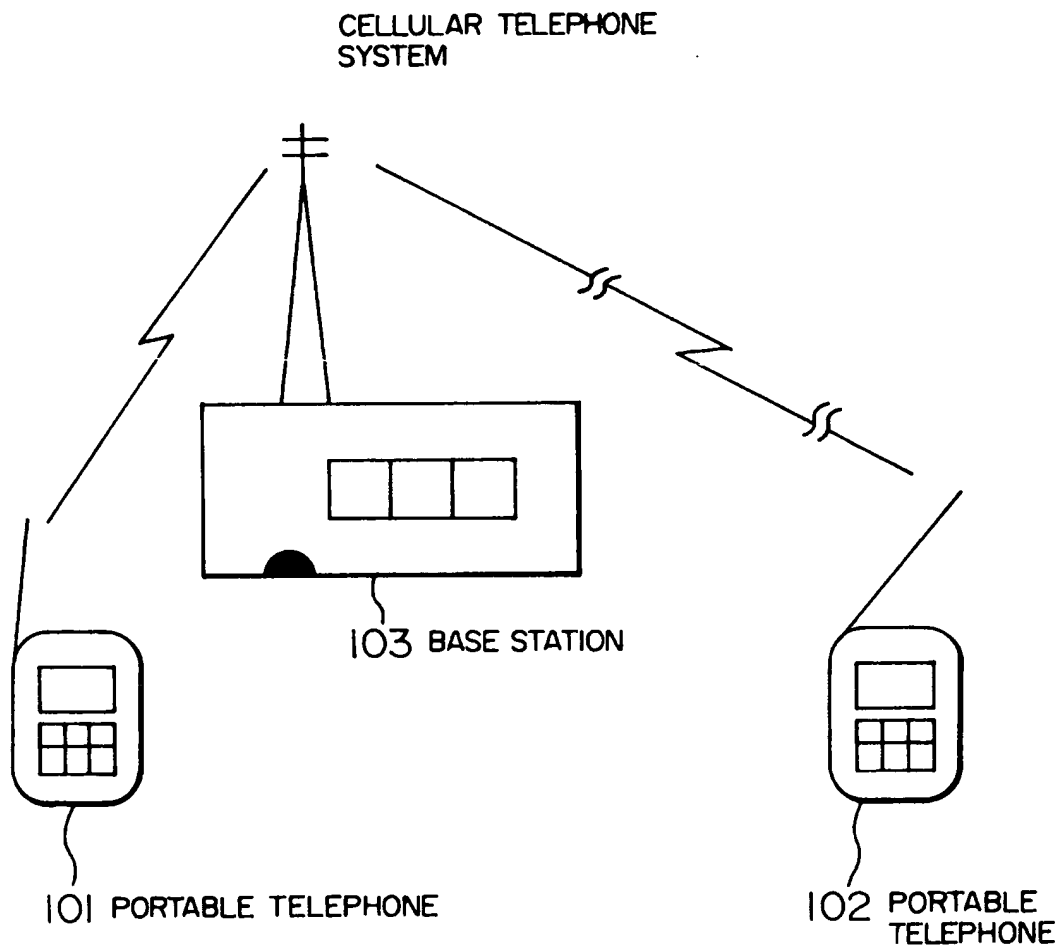 CELLULAR TELEPHONE
SYSTEM
103 BASE STATION
101 PORTABLE TELEPHONE
102 PORTABLE
TELEPHONE